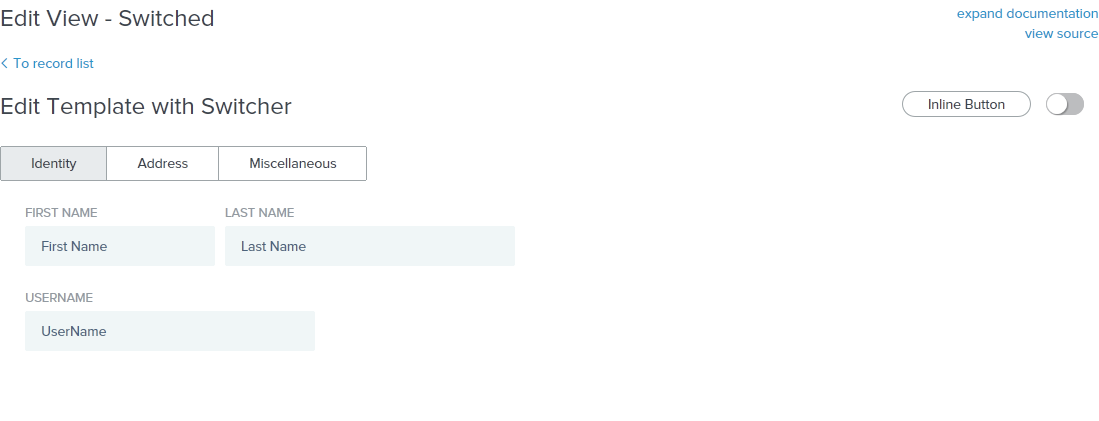 Edit View - Switched
expand documentation
view source
To record list
Edit Template with Switcher
Inline Button
Identity
Address
Miscellaneous
FIRST NAME
LAST NAME
First Name
Last Name
USERNAME
UserName